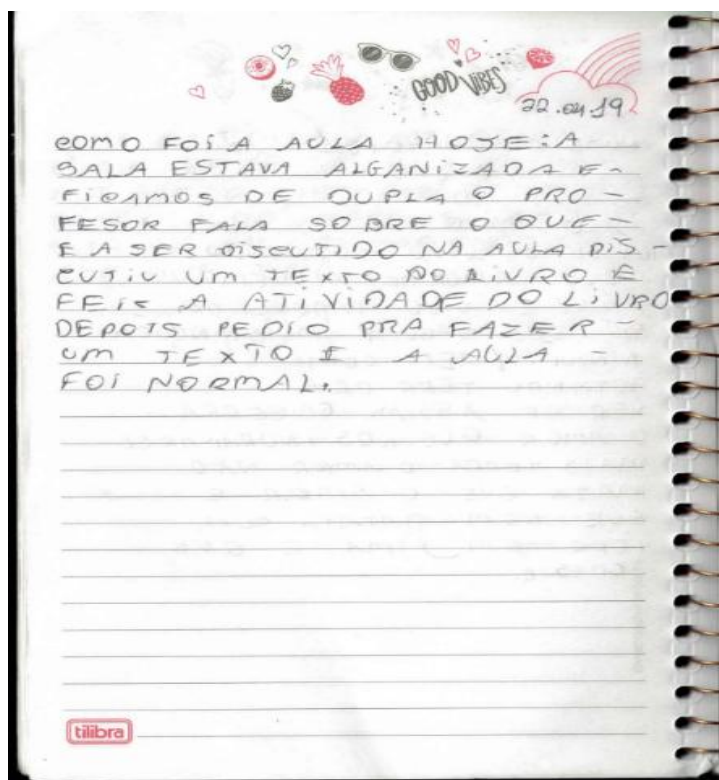 GOOD VIBES
22.04.19
COMO FOI A AULA HOJE: A
SALA ESTAVA ALGANIZADA E -
FICAMOS DE DUPLA O PRO -
FESOR FALA SOBRE O QUE -
E A SER DISCUTIDO NA AULA DIS -
CUTIU UM TEXTO DO LIVRO E
FEIS A ATIVIDADE DO LIVRO
DEPOIS PEDIO PRA FAZER -
UM TEXTO E A AULA -
FOI NORMAL.
tilibra